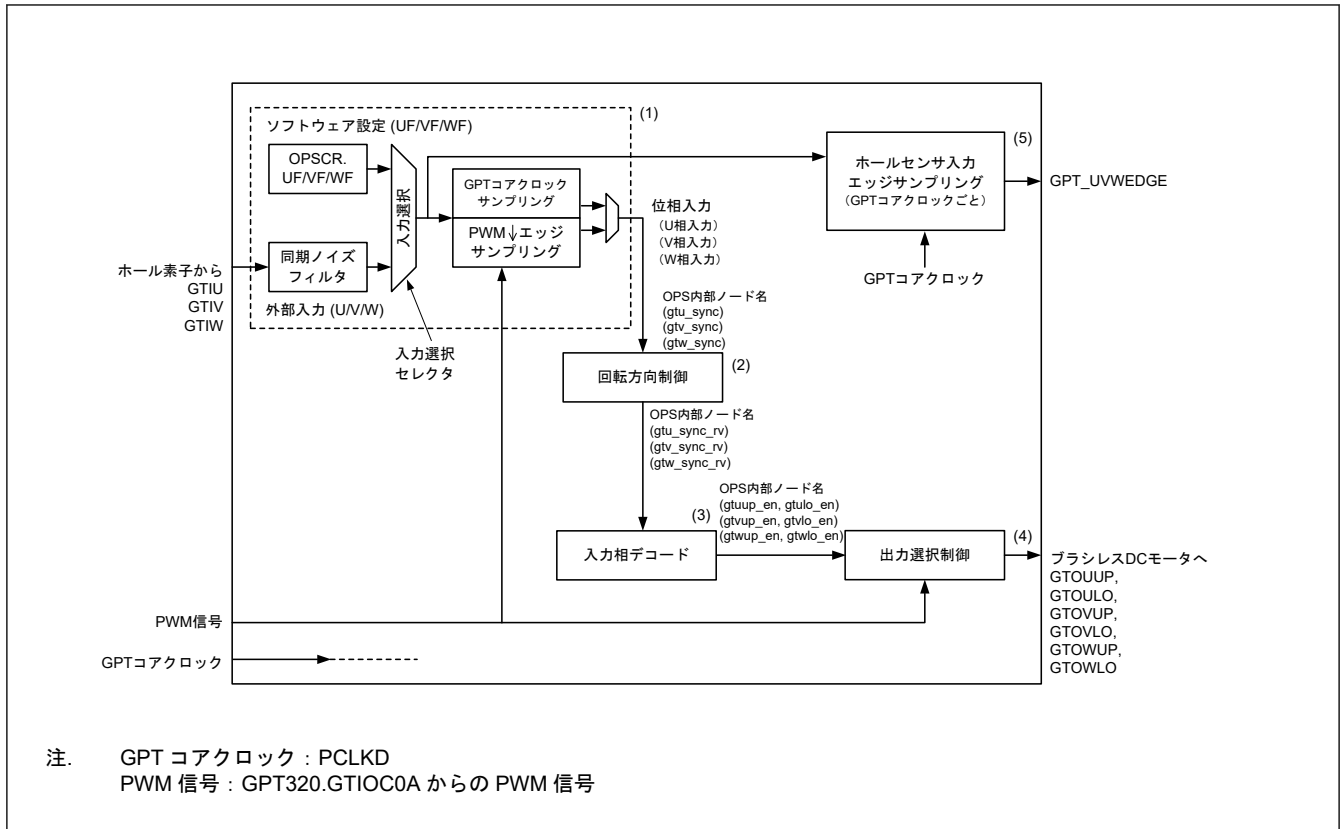 ソフトウェア設定 (UF/VF/WF)
(1)
OPSCR.
UF/VF/WF
入力選択
GPTコアクロック
サンプリング
PWM↓エッジ
サンプリング
同期ノイズ
フィルタ
外部入力 (U/V/W)
ホール素子から
GTIU
GTIV
GTIW
入力選択
セレクタ
位相入力
(U相入力)
(V相入力)
(W相入力)
(5)
ホールセンサ入力
エッジサンプリング
(GPTコアクロックごと)
GPT_UVWEDGE
GPTコアクロック
OPS内部ノード名
(gtu_sync)
(gtv_sync)
(gtw_sync)
回転方向制御
(2)
OPS内部ノード名
(gtu_sync_rv)
(gtv_sync_rv)
(gtw_sync_rv)
OPS内部ノード名
(gtuup_en, gtulo_en)
(gtvup_en, gtvlo_en)
(gtwup_en, gtwlo_en)
(3)
入力相デコード
出力選択制御
(4)
ブラシレスDCモータへ
GTOUUP,
GTOULO,
GTOVUP,
GTOVLO,
GTOWUP,
GTOWLO
PWM信号
GPTコアクロック
注. GPT コアクロック：PCLKD
PWM 信号：GPT320.GTIOC0A からの PWM 信号